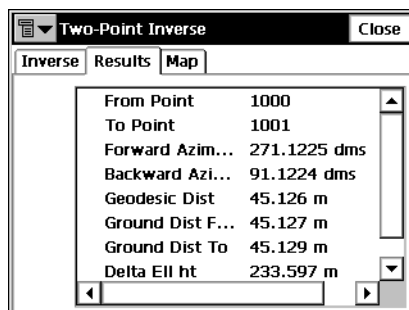 Two-Point Inverse Close
Inverse Results Map
From Point 1000
To Point 1001
Forward Azim... 271.1225 dms
Backward Azi... 91.1224 dms
Geodesic Dist 45.126 m
Ground Dist F... 45.127 m
Ground Dist To 45.129 m
Delta Ell ht 233.597 m